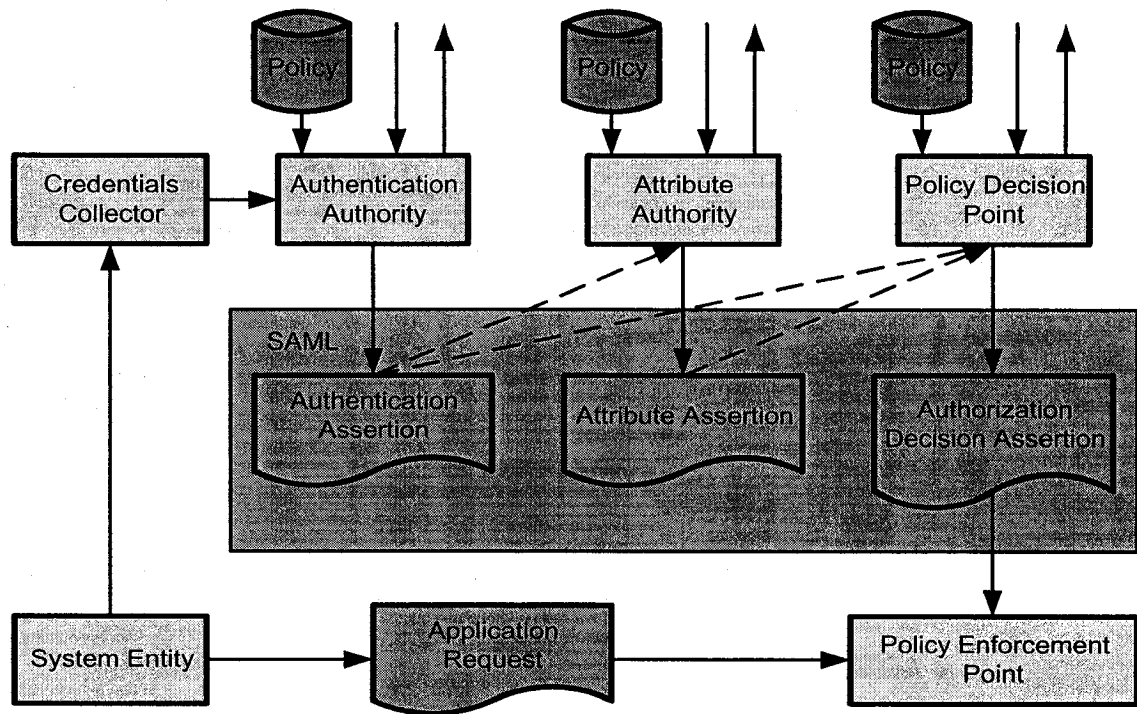 Policy
Policy
Policy
Credentials
Collector
Authentication
Authority
Attribute
Authority
Policy Decision
Point
SAML
Authentication
Assertion
Attribute Assertion
Authorization
Decision Assertion
System Entity
Application
Request
Policy Enforcement
Point